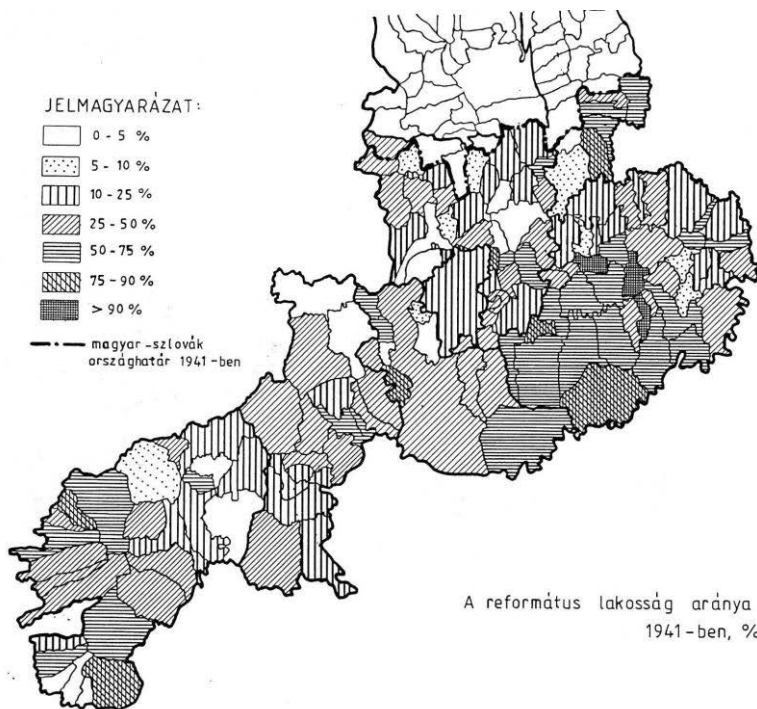 JELMAGYARÁZAT:
0-5 %
5-10 %
10-25 %
25-50 %
50-75 %
75-90 %
> 90 %
magyar-szlovák
országhatár 1941-ben
A református lakosság aránya
1941-ben, %